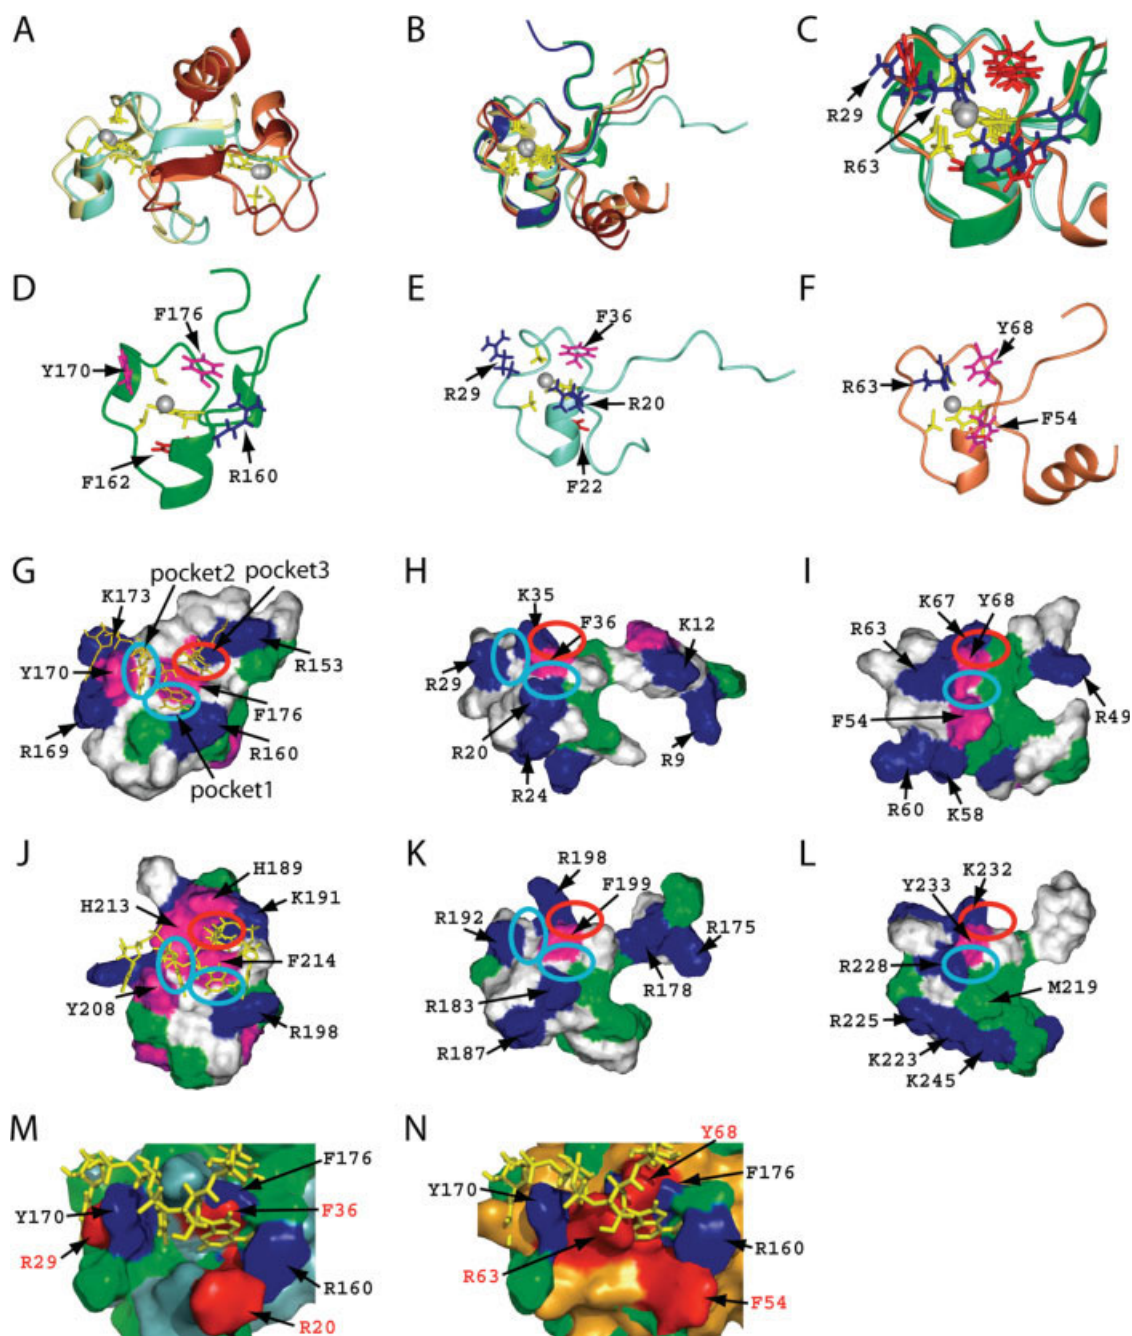 A
B
C
R29
R63
D
F176
Y170
F162
R160
E
F36
R29
R20
F22
F
Y68
R63
F54
G
pocket2
pocket3
K173
Y170
R153
F176
R169
R160
pocket1
H
K35
F36
K12
R29
R20
R9
R24
I
K67
Y68
R63
F54
R49
R60
K58
J
H189
H213
K191
F214
Y208
R198
K
R198
F199
R192
R175
R178
R183
R187
L
K232
Y233
R228
M219
R225
K223
K245
M
F176
Y170
F36
R29
R160
R20
N
Y68
F176
Y170
R160
R63
F54